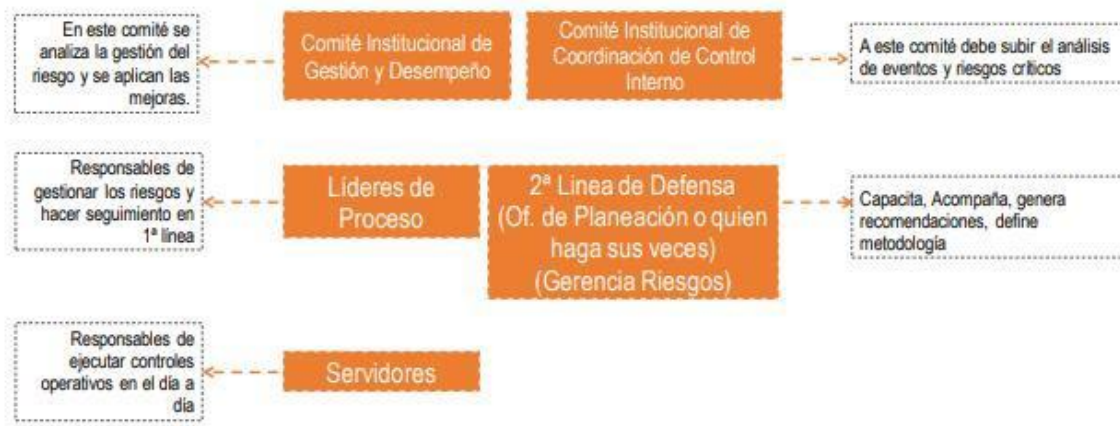 En este comité se
analiza la gestión del
riesgo y se aplican las
mejoras.
Comité Institucional de
Gestión y Desempeño
Comité Institucional de
Coordinación de Control
Interno
A este comité debe subir el análisis
de eventos y riesgos críticos
Responsables de
gestionar los riesgos y
hacer seguimiento en
1ª línea
Líderes de
Proceso
2ª Linea de Defensa
(Of. de Planeación o quien
haga sus veces)
(Gerencia Riesgos)
Capacita, Acompaña, genera
recomendaciones, define
metodología
Responsables de
ejecutar controles
operativos en el día a
día
Servidores